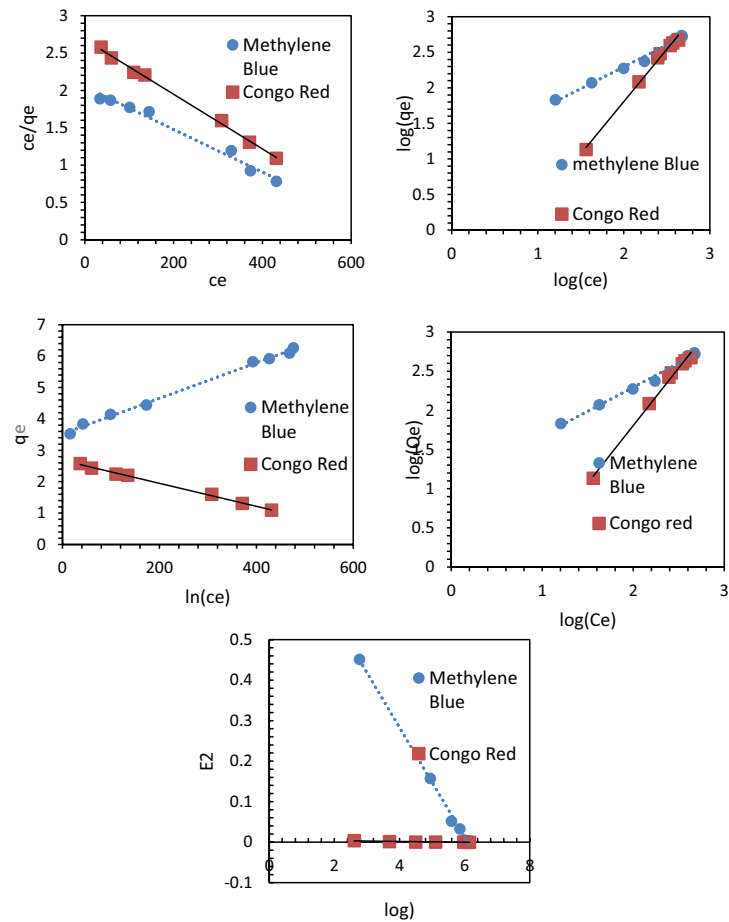 3
2.5
2
1.5
1
0.5
0
ce/qe
0
200
400
600
ce
Methylene
Blue
Congo Red
3
2.5
2
1.5
1
0.5
0
log(qe)
0
1
2
3
log(ce)
methylene Blue
Congo Red
7
6
5
4
3
2
1
0
qe
0
200
400
600
ln(ce)
Methylene
Blue
Congo Red
3
2.5
2
1.5
1
0.5
0
log(Qe)
0
1
2
3
log(Ce)
Methylene
Blue
Congo red
0.5
0.4
0.3
0.2
0.1
0
-0.1
E2
0
2
4
6
8
log)
Methylene
Blue
Congo Red